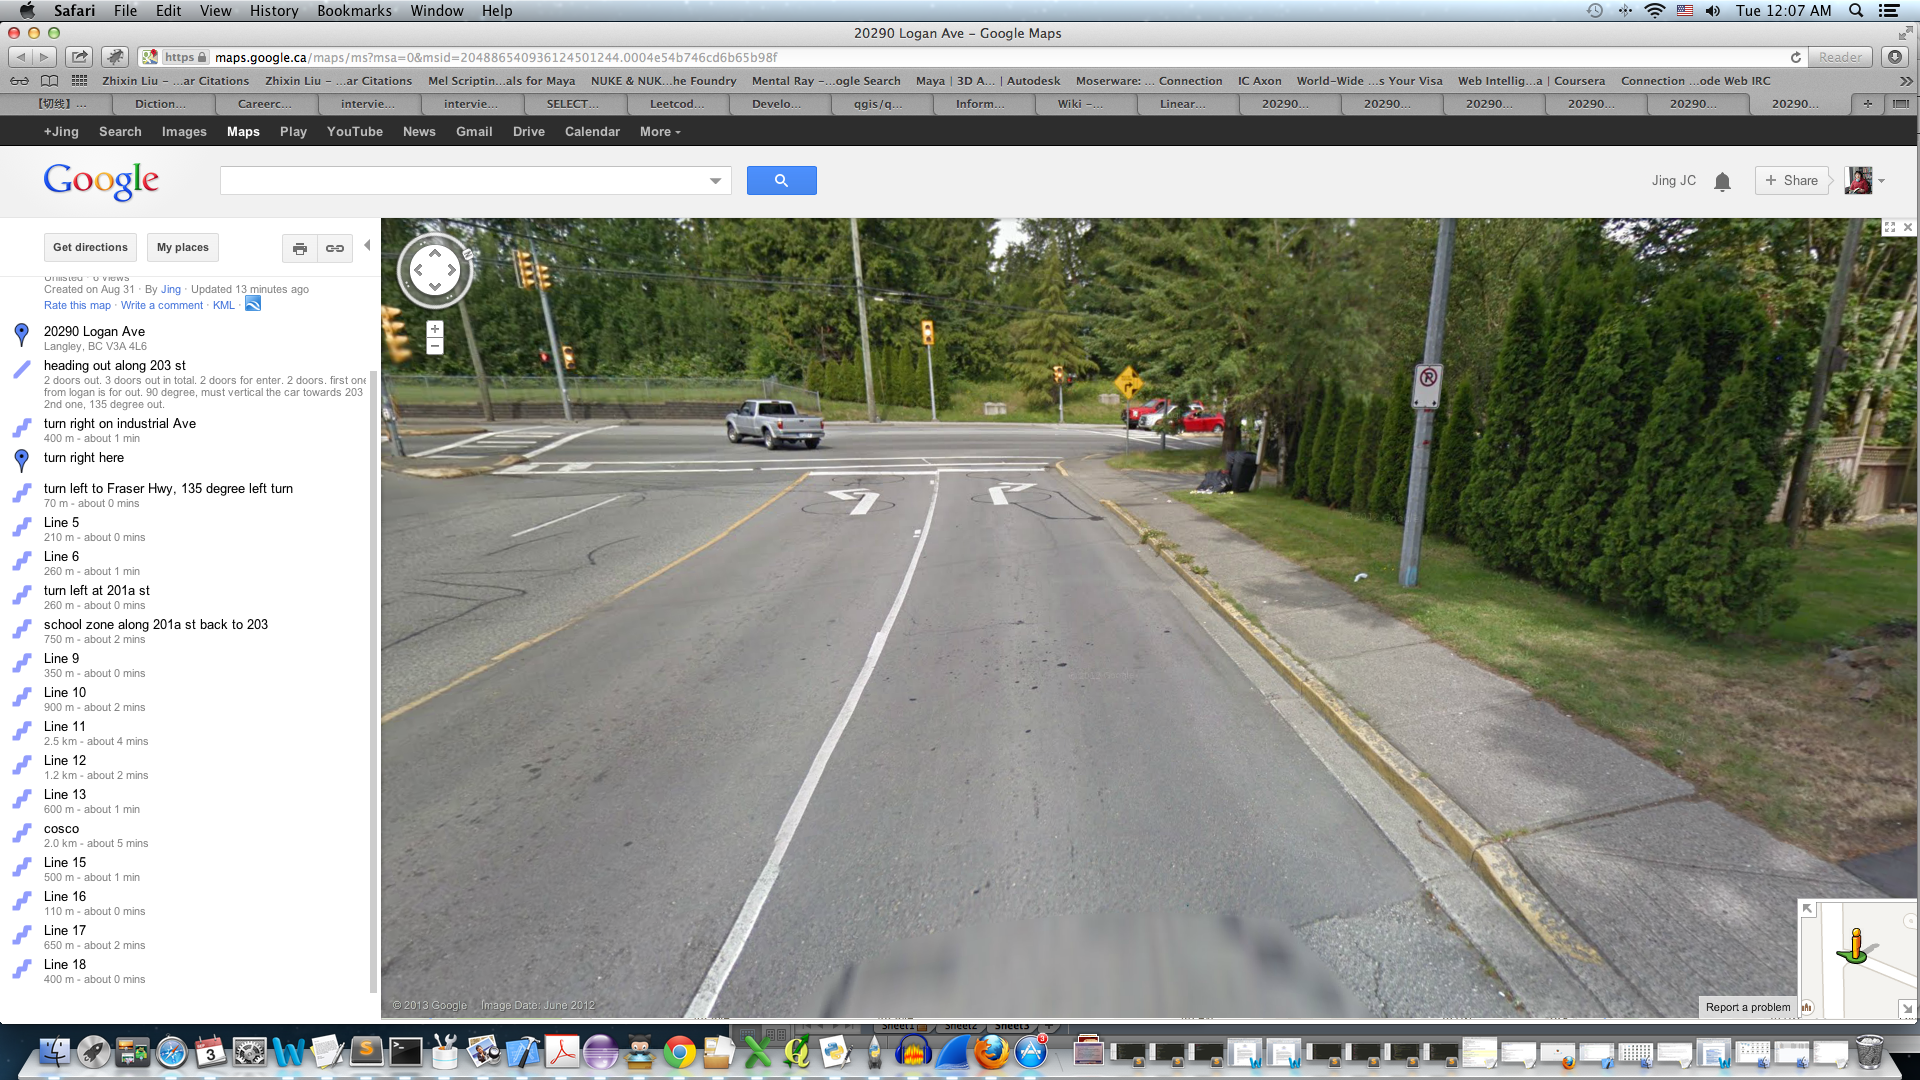 Safari File Edit View History Bookmarks Window Help
Tue 12:07 AM
20290 Logan Ave - Google Maps
https maps.google.ca/maps/ms?msa=0&msid=204886540936124501244.0004e54b746cd6b65b98f
Reader
Zhixin Liu - ...ar Citations Zhixin Liu - ...ar Citations Mel Scriptin...als for Maya NUKE & NUK...he Foundry Mental Ray -...ogle Search Maya | 3D A... | Autodesk Moserware: ... Connection IC Axon World-Wide ...s Your Visa Web Intellig...a | Coursera Connection ...ode Web IRC
【切线】... Diction... Careerc... intervie... intervie... SELECT... Leetcod... Develo... qgis/q... Inform... Wiki -... Linear... 20290... 20290... 20290... 20290... 20290... 20290...
+Jing Search Images Maps Play YouTube News Gmail Drive Calendar More
Google
Jing JC
+ Share
Get directions My places
Unlisted · 6 views
Created on Aug 31 · By Jing · Updated 13 minutes ago
Rate this map · Write a comment · KML ·
20290 Logan Ave
Langley, BC V3A 4L6
heading out along 203 st
2 doors out. 3 doors out in total. 2 doors for enter. 2 doors. first one
from logan is for out. 90 degree, must vertical the car towards 203
2nd one, 135 degree out.
turn right on industrial Ave
400 m - about 1 min
turn right here
turn left to Fraser Hwy, 135 degree left turn
70 m - about 0 mins
Line 5
210 m - about 0 mins
Line 6
260 m - about 1 min
turn left at 201a st
260 m - about 0 mins
school zone along 201a st back to 203
750 m - about 2 mins
Line 9
350 m - about 0 mins
Line 10
900 m - about 2 mins
Line 11
2.5 km - about 4 mins
Line 12
1.2 km - about 2 mins
Line 13
600 m - about 1 min
cosco
2.0 km - about 5 mins
Line 15
500 m - about 1 min
Line 16
110 m - about 0 mins
Line 17
650 m - about 2 mins
Line 18
400 m - about 0 mins
© 2013 Google Image Date: June 2012
Report a problem
Sheet1 Sheet2 Sheet3
3
3